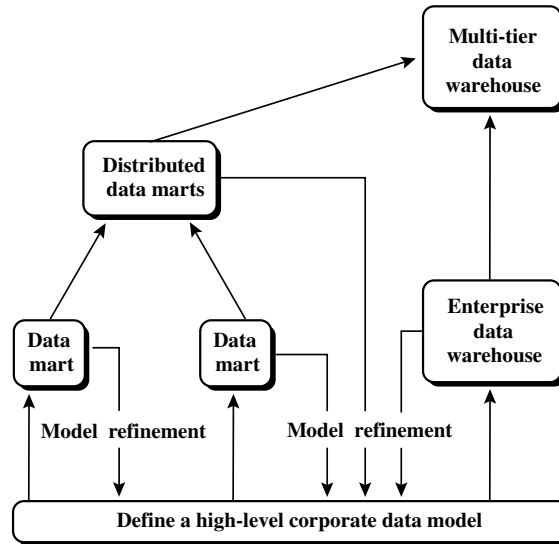 Multi-tier
data
warehouse
Distributed
data marts
Data
mart
Data
mart
Enterprise
data
warehouse
Model refinement
Model refinement
Define a high-level corporate data model